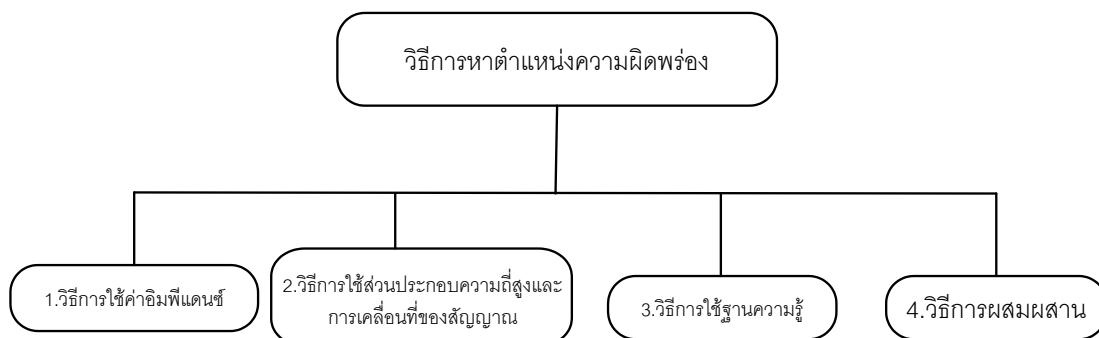 วิธีการหาตำแหน่งความผิดพร่อง
1.วิธีการใช้ค่าอิมพีแดนซ์
2.วิธีการใช้ส่วนประกอบความถี่สูงและ
การเคลื่อนที่ของสัญญาณ
3.วิธีการใช้ฐานความรู้
4.วิธีการผสมผสาน